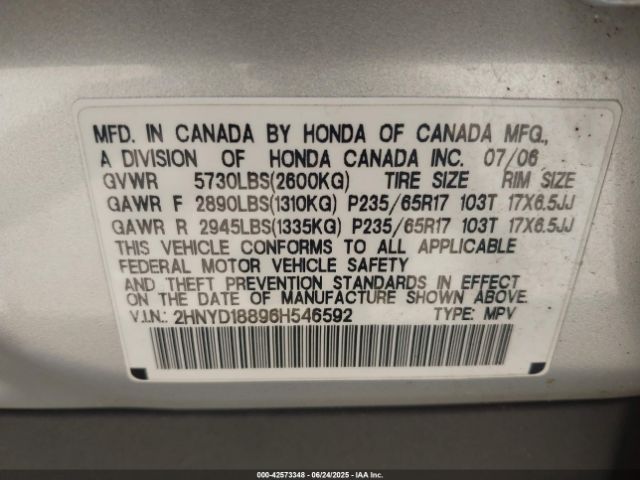 MFD. IN CANADA BY HONDA OF CANADA MFG.,
A DIVISION OF HONDA CANADA INC. 07/06
GVWR 5730LBS(2600KG) TIRE SIZE RIM SIZE
GAWR F 2890LBS(1310KG) P235/65R17 103T 17X6.5JJ
GAWR R 2945LBS(1335KG) P235/65R17 103T 17X6.5JJ
THIS VEHICLE CONFORMS TO ALL APPLICABLE
FEDERAL MOTOR VEHICLE SAFETY
AND THEFT PREVENTION STANDARDS IN
EFFECT ON THE DATE OF MANUFACTURE SHOWN ABOVE.
V.I.N.: 2HNYD18896H546592 TYPE: MPV
000-42573348 - 06/24/2025 - IAA Inc.